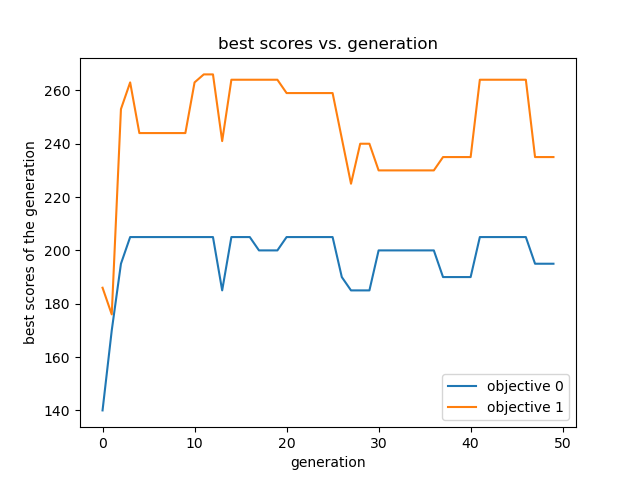 best scores vs. generation
best scores of the generation
260
240
220
200
180
160
140
0
10
20
30
40
50
generation
objective 0
objective 1